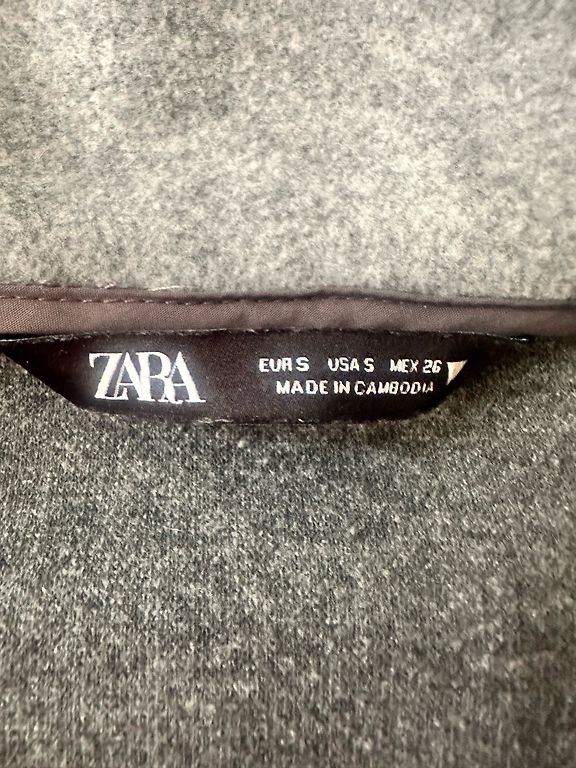 ZARA
EUR S USA S MEX 26
MADE IN CAMBODIA